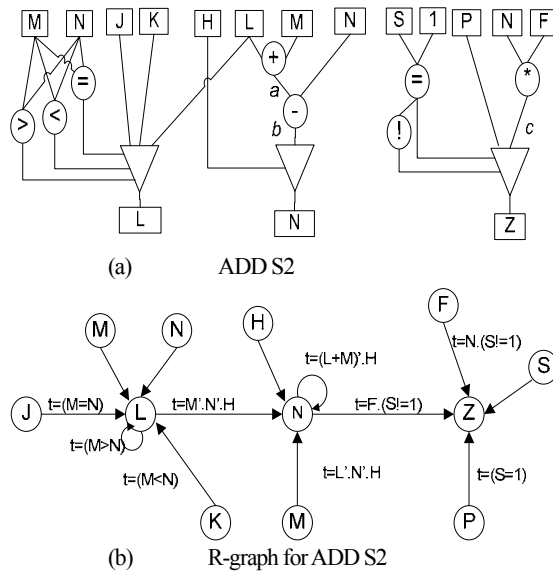 M N J K H L M N S 1 P N F
+
= = *
a
> < - !
b c
L N Z
(a) ADD S2
F
M N H S
t=(L+M)'.H t=N.(S!=1)
J t=(M=N) L t=M'.N'.H N t=F.(S!=1) Z
t=(M>N)
t=(M<N) t=L'.N'.H t=(S=1)
K M P
(b) R-graph for ADD S2